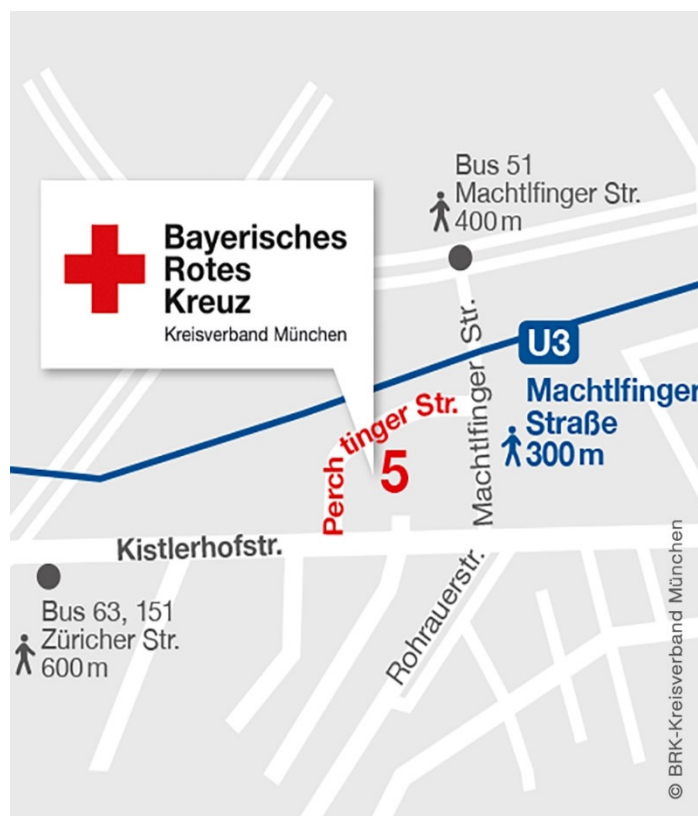 Bus 51
Machtlfinger Str.
400 m
Bayerisches
Rotes
Kreuz
Kreisverband München
U3
Machtlfinger
Straße
300 m
Machtlfinger Str.
Perchtinger Str.
5
Kistlerhofstr.
Rohrauerstr.
Bus 63, 151
Züricher Str.
600 m
© BRK-Kreisverband München